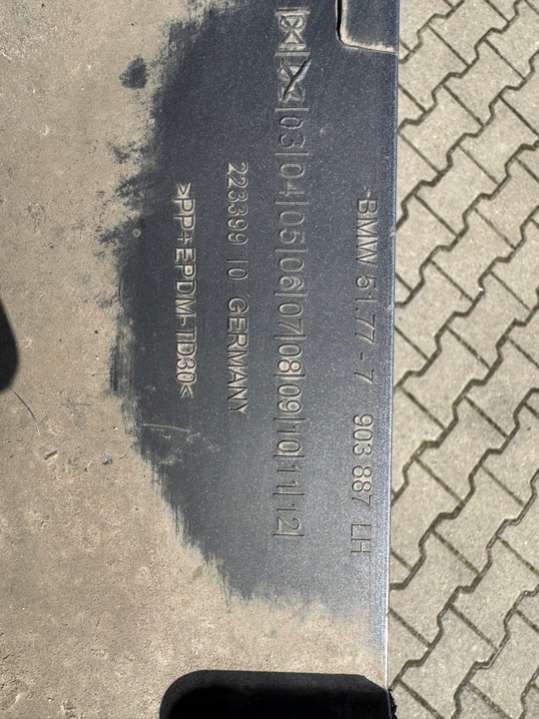 BMW 51.77 - 7 903 887 LH
03|04|05|06|07|08|09|10|11|12|
223399 10 GERMANY
>PP+EPDM-TD30<